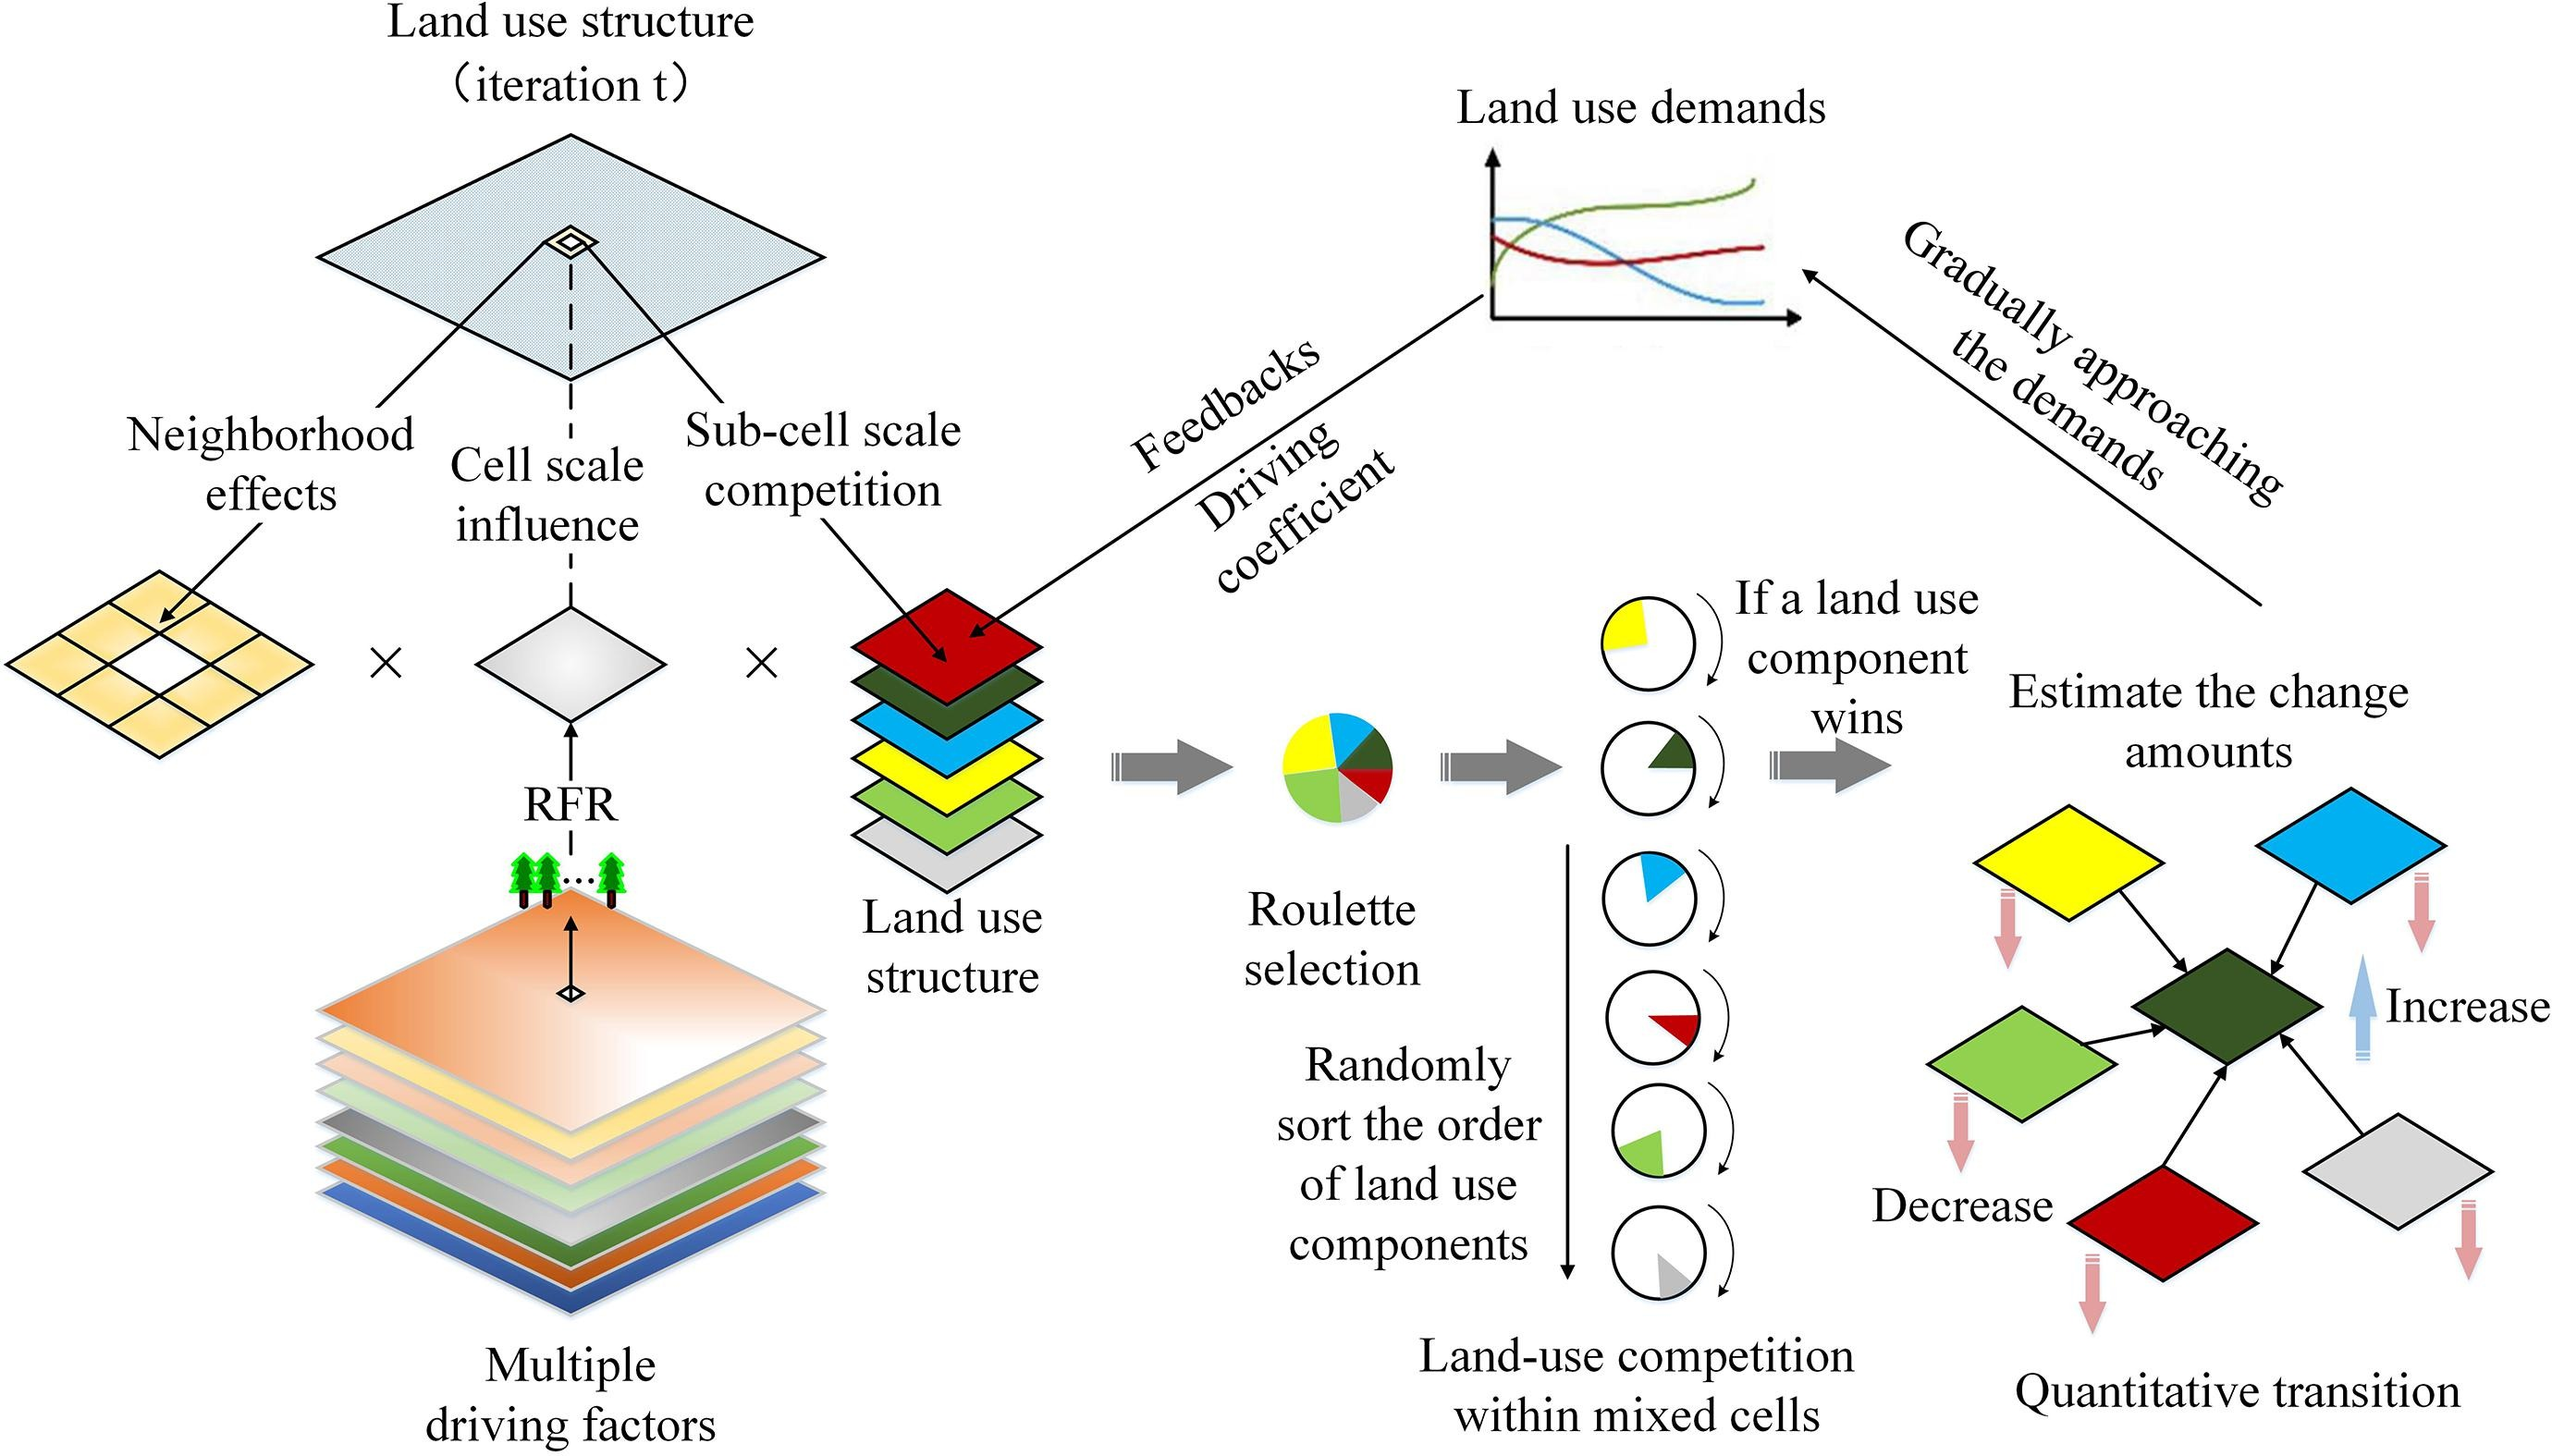 Land use structure
（iteration t）
Neighborhood
effects
Cell scale
influence
Sub-cell scale
competition
×
×
RFR
...
Multiple
driving factors
Land use
structure
Land use demands
Feedbacks
Driving
coefficient
Gradually approaching
the demands
Roulette
selection
Randomly
sort the order
of land use
components
If a land use
component
wins
Land-use competition
within mixed cells
Estimate the change
amounts
Increase
Decrease
Quantitative transition